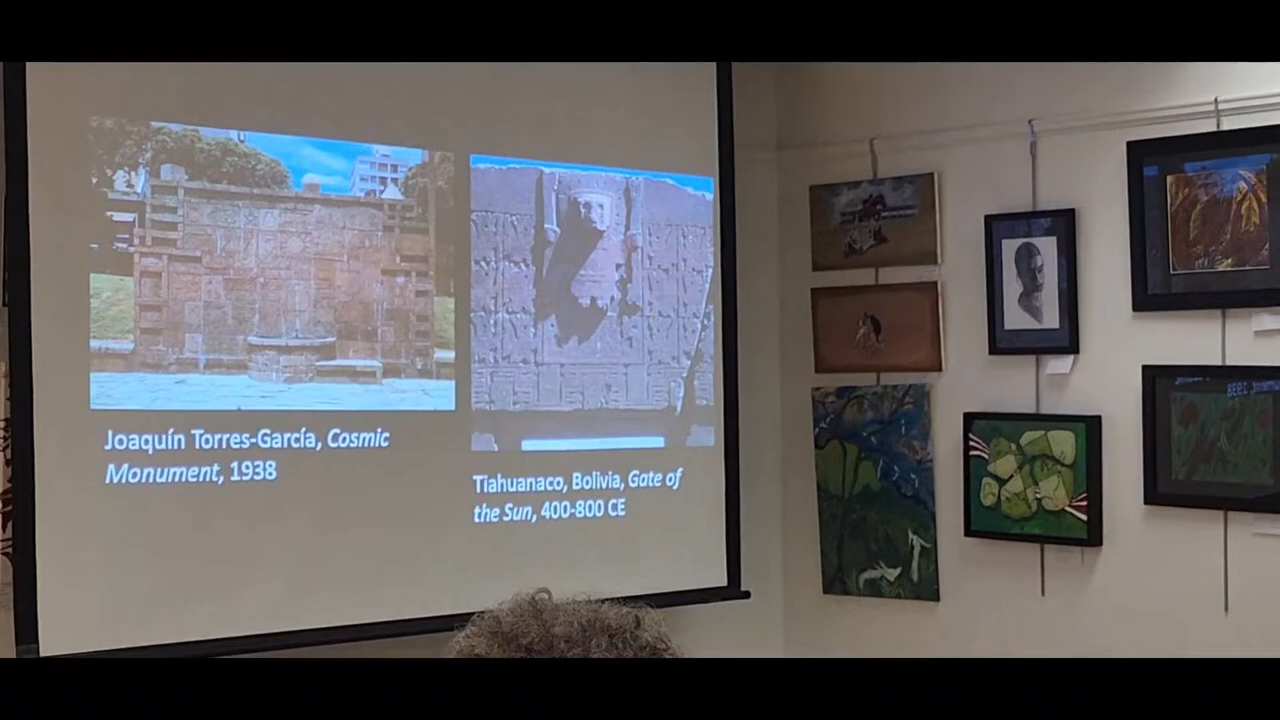 Joaquín Torres-García, Cosmic
Monument, 1938
Tiahuanaco, Bolivia, Gate of
the Sun, 400-800 CE